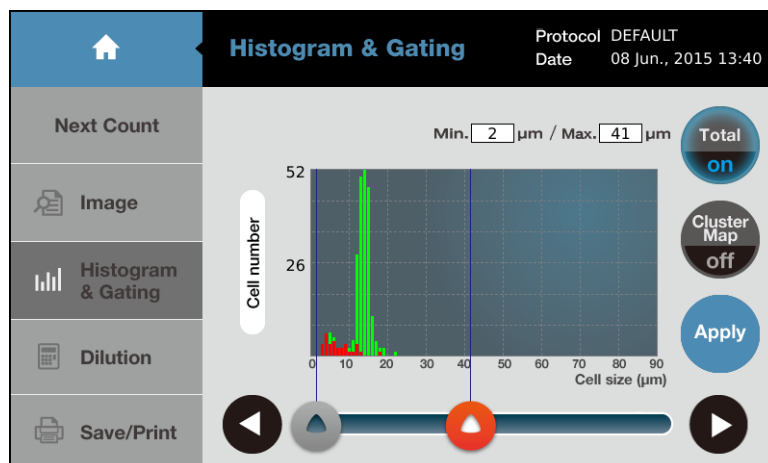 Histogram & Gating
Protocol DEFAULT
Date 08 Jun., 2015 13:40
Next Count
Image
Histogram
& Gating
Dilution
Save/Print
Min. 2 µm / Max. 41 µm
52
26
Cell number
0 10 20 30 40 50 60 70 80 90
Cell size (µm)
Total
on
Cluster
Map
off
Apply